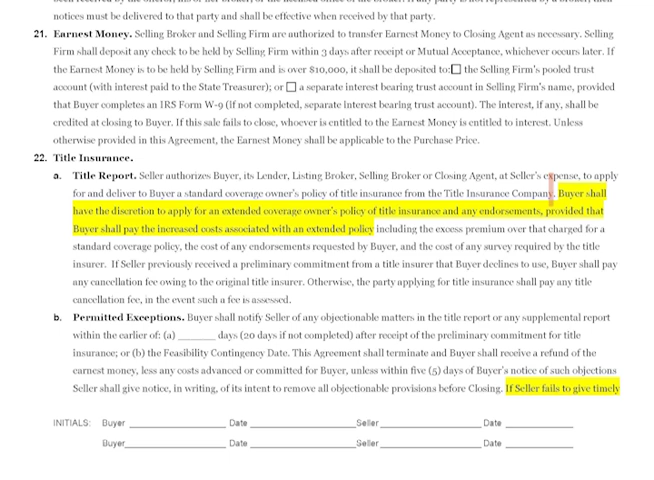 notices must be delivered to that party and shall be effective when received by that party.
21. Earnest Money. Selling Broker and Selling Firm are authorized to transfer Earnest Money to Closing Agent as necessary. Selling
Firm shall deposit any check to be held by Selling Firm within 3 days after receipt or Mutual Acceptance, whichever occurs later. If
the Earnest Money is to be held by Selling Firm and is over $10,000, it shall be deposited to: ☐ the Selling Firm's pooled trust
account (with interest paid to the State Treasurer); or ☐ a separate interest bearing trust account in Selling Firm's name, provided
that Buyer completes an IRS Form W-9 (if not completed, separate interest bearing trust account). The interest, if any, shall be
credited at closing to Buyer. If this sale fails to close, whoever is entitled to the Earnest Money is entitled to interest. Unless
otherwise provided in this Agreement, the Earnest Money shall be applicable to the Purchase Price.
22. Title Insurance.
a. Title Report. Seller authorizes Buyer, its Lender, Listing Broker, Selling Broker or Closing Agent, at Seller's expense, to apply
for and deliver to Buyer a standard coverage owner's policy of title insurance from the Title Insurance Company. Buyer shall
have the discretion to apply for an extended coverage owner's policy of title insurance and any endorsements, provided that
Buyer shall pay the increased costs associated with an extended policy including the excess premium over that charged for a
standard coverage policy, the cost of any endorsements requested by Buyer, and the cost of any survey required by the title
insurer. If Seller previously received a preliminary commitment from a title insurer that Buyer declines to use, Buyer shall pay
any cancellation fee owing to the original title insurer. Otherwise, the party applying for title insurance shall pay any title
cancellation fee, in the event such a fee is assessed.
b. Permitted Exceptions. Buyer shall notify Seller of any objectionable matters in the title report or any supplemental report
within the earlier of: (a) _______ days (20 days if not completed) after receipt of the preliminary commitment for title
insurance; or (b) the Feasibility Contingency Date. This Agreement shall terminate and Buyer shall receive a refund of the
earnest money, less any costs advanced or committed for Buyer, unless within five (5) days of Buyer's notice of such objections
Seller shall give notice, in writing, of its intent to remove all objectionable provisions before Closing. If Seller fails to give timely
INITIALS: Buyer ____________ Date ____________ Seller ____________ Date ____________
Buyer ____________ Date ____________ Seller ____________ Date ____________